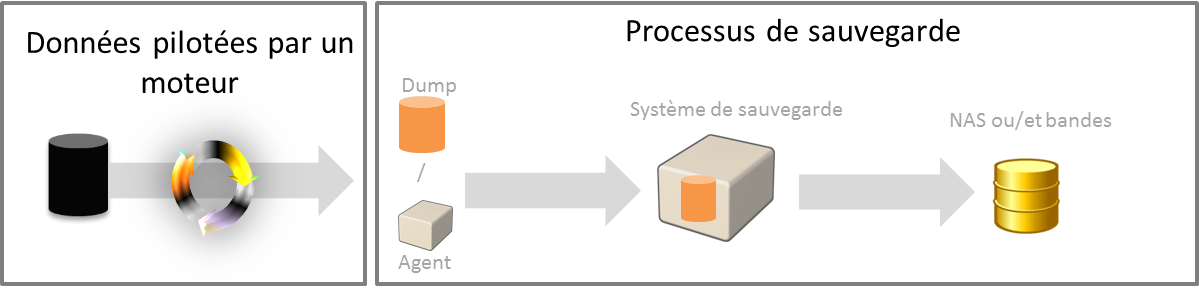 Données pilotées par un
moteur
Processus de sauvegarde
Dump
/
Agent
Système de sauvegarde
NAS ou/et bandes